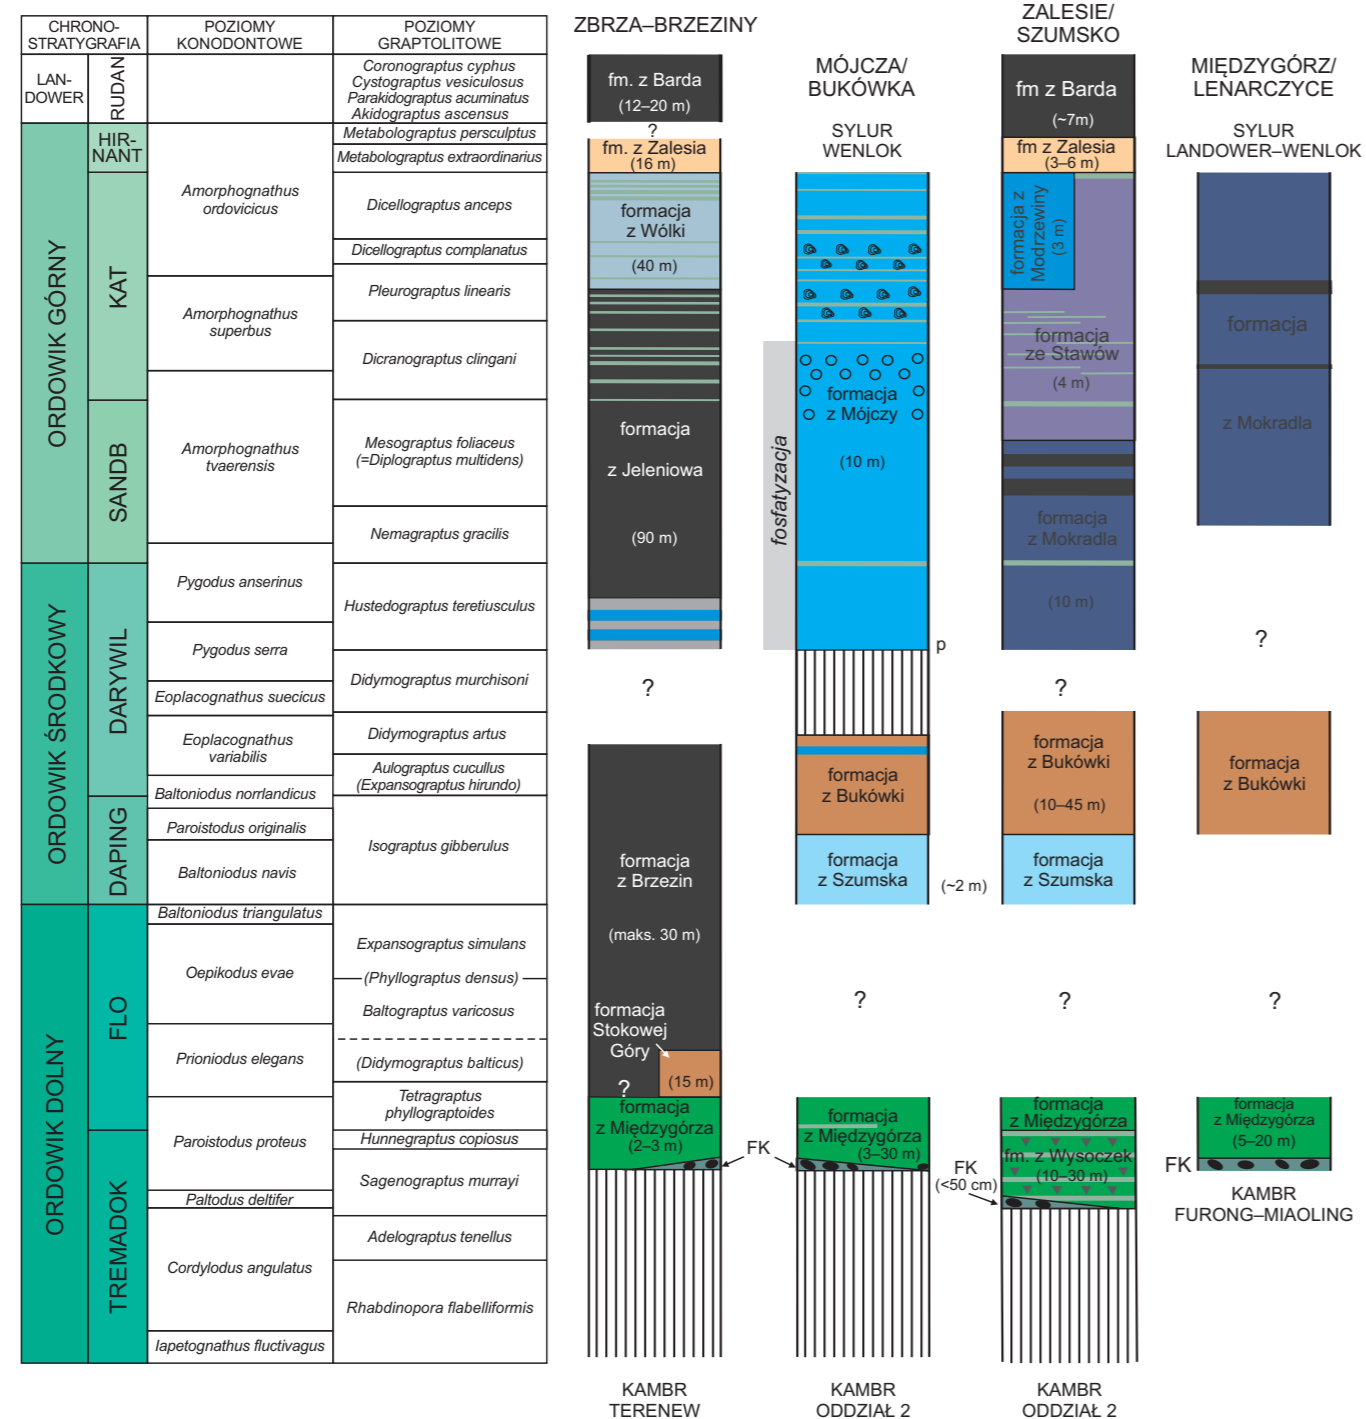 CHRONO-
STRATYGRAFIA
POZIOMY
KONODONTOWE
POZIOMY
GRAPTOLITOWE
LAN-
DOWER
RUDAN
Coronograptus cyphus
Cystograptus vesiculosus
Parakidograptus acuminatus
Akidograptus ascensus
ORDOWIK GÓRNY
HIR-
NANT
KAT
SANDB
ORDOWIK ŚRODKOWY
DARYWIL
DAPING
ORDOWIK DOLNY
FLO
TREMADOK
Amorphognathus
ordovicicus
Amorphognathus
superbus
Amorphognathus
tvaerensis
Pygodus anserinus
Pygodus serra
Eoplacognathus suecicus
Eoplacognathus
variabilis
Baltoniodus norrlandicus
Paroistodus originalis
Baltoniodus navis
Baltoniodus triangulatus
Oepikodus evae
Prioniodus elegans
Paroistodus proteus
Paltodus deltifer
Cordylodus angulatus
Iapetognathus fluctivagus
Metabolograptus persculptus
Metabolograptus extraordinarius
Dicellograptus anceps
Dicellograptus complanatus
Pleurograptus linearis
Dicranograptus clingani
Mesograptus foliaceus
(=Diplograptus multidens)
Nemagraptus gracilis
Hustedograptus teretiusculus
Didymograptus murchisoni
Didymograptus artus
Aulograptus cucullus
(Expansograptus hirundo)
Isograptus gibberulus
Expansograptus simulans
(Phyllograptus densus)
Baltograptus varicosus
(Didymograptus balticus)
Tetragraptus
phyllograptoides
Hunnegraptus copiosus
Sagenograptus murrayi
Adelograptus tenellus
Rhabdinopora flabelliformis
ZBRZA–BRZEZINY
fm. z Barda
(12–20 m)
?
fm. z Zalesia
(16 m)
formacja
z Wólki
(40 m)
formacja
z Jeleniowa
(90 m)
?
formacja
z Brzezin
(maks. 30 m)
formacja
Stokowej
Góry
?
(15 m)
formacja
z Międzygórza
(2–3 m)
FK
KAMBR
TERENEW
MÓJCZA/
BUKÓWKA
SYLUR
WENLOK
fosfatyzacja
formacja
z Mójczy
(10 m)
p
formacja
z Bukówki
formacja
z Szumska
(~2 m)
?
formacja
z Międzygórza
(3–30 m)
KAMBR
ODDZIAŁ 2
ZALESIE/
SZUMSKO
fm z Barda
(~7m)
fm z Zalesia
(3–6 m)
formacja z
Modrzewiny
(3 m)
formacja
ze Stawów
(4 m)
formacja
z Mokradla
(10 m)
?
formacja
z Bukówki
(10–45 m)
formacja
z Szumska
?
formacja
z Międzygórza
fm. z Wysoczek
(10–30 m)
FK
(<50 cm)
KAMBR
ODDZIAŁ 2
MIĘDZYGÓRZ/
LENARCZYCE
SYLUR
LANDOWER–WENLOK
formacja
z Mokradla
?
formacja
z Bukówki
?
formacja
z Międzygórza
(5–20 m)
FK
KAMBR
FURONG–MIAOLING